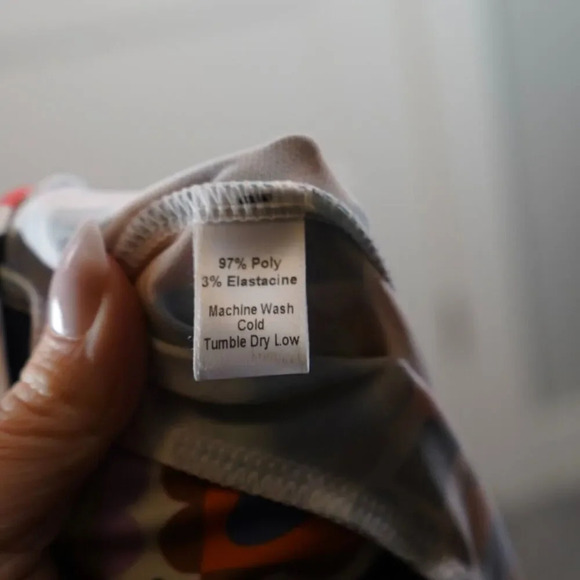 97% Poly
3% Elastacine
Machine Wash
Cold
Tumble Dry Low